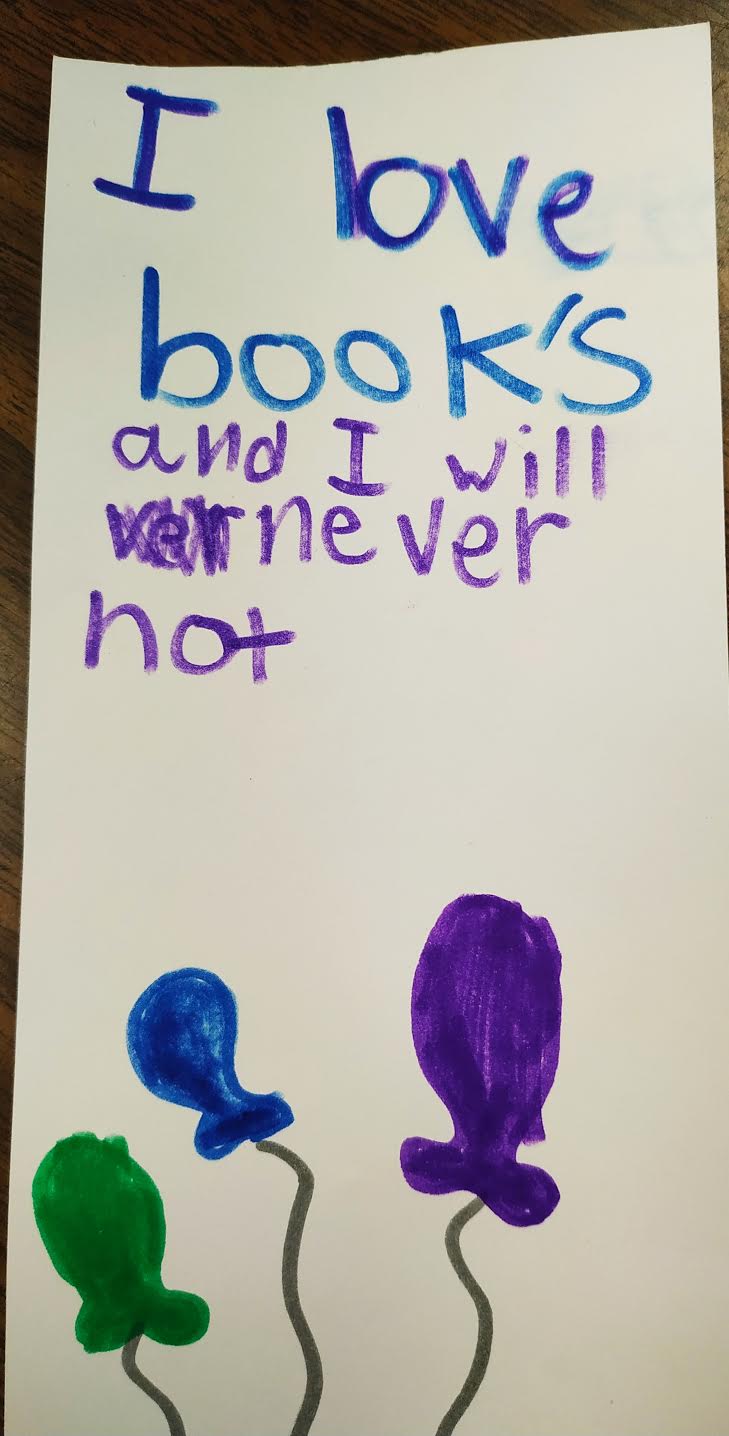 I love
book's
and I will
never
not